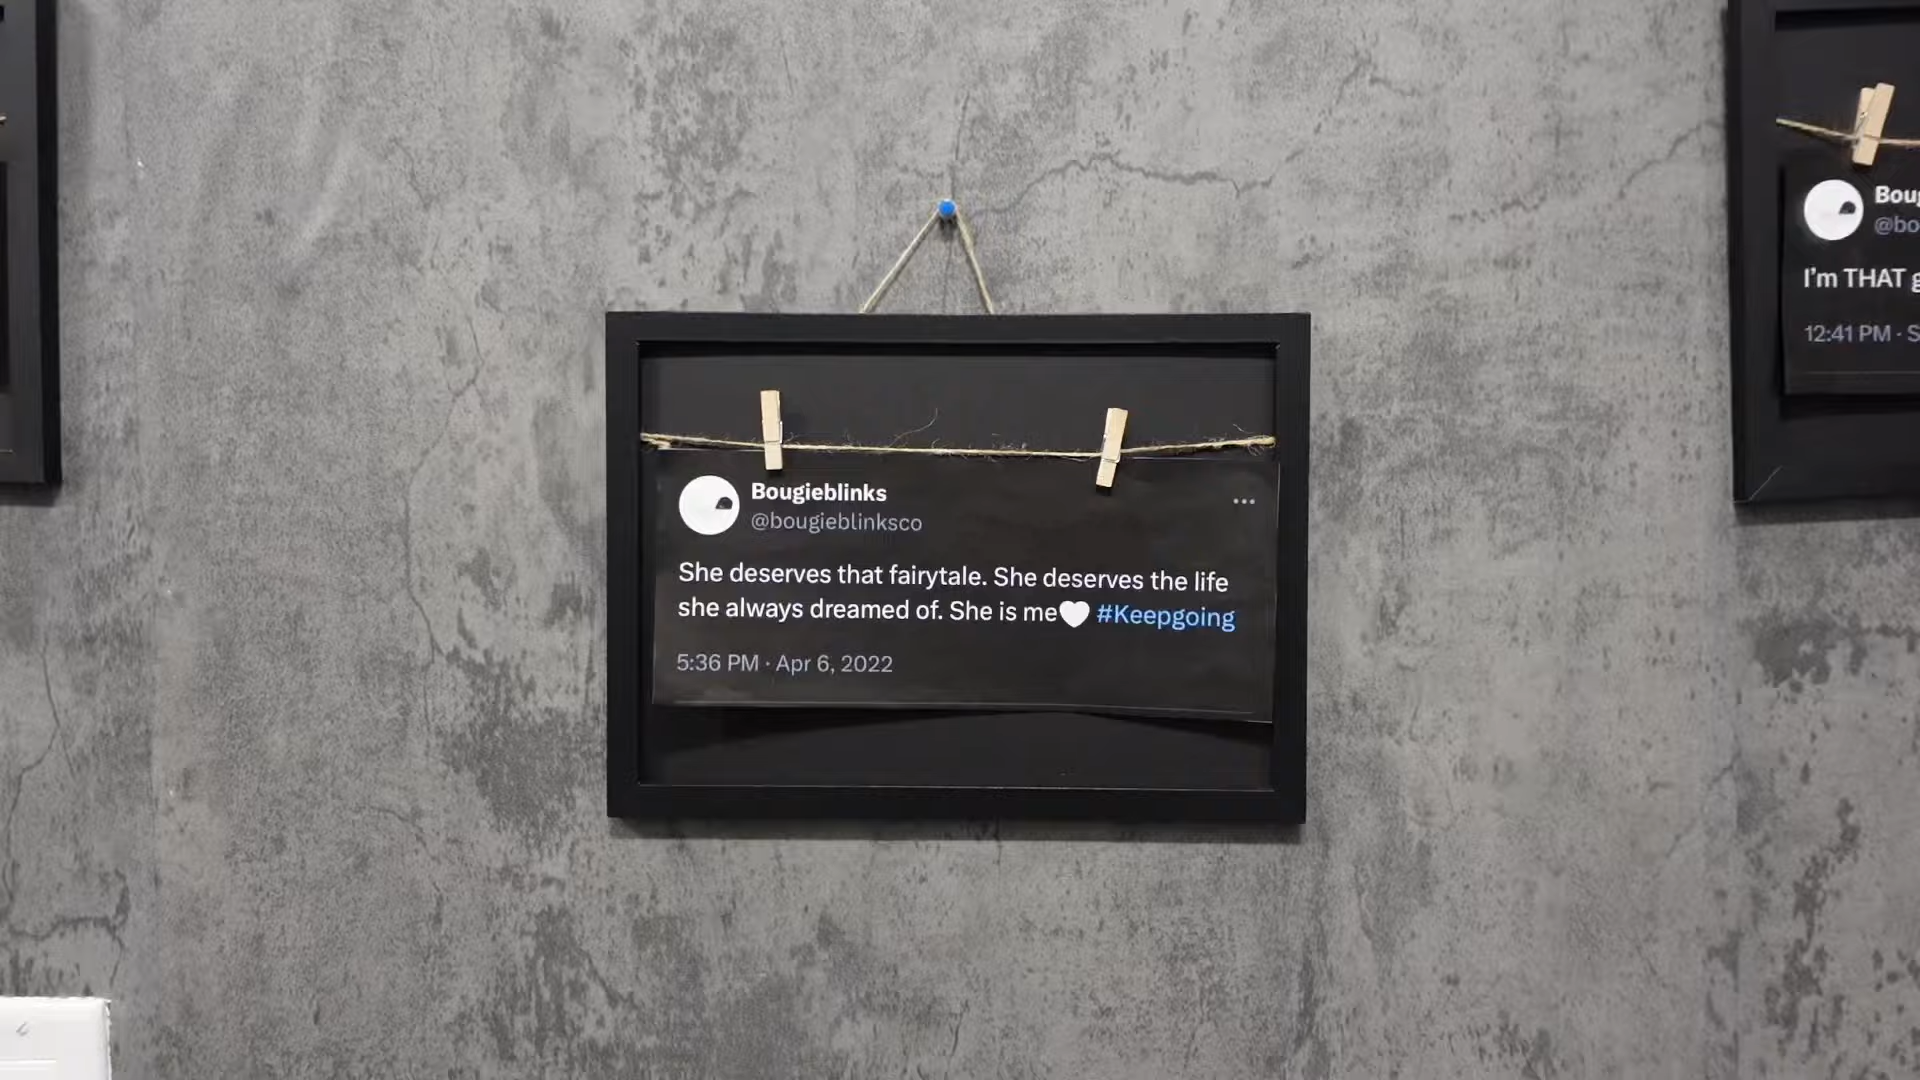 Bougieblinks
@bougieblinksco
She deserves that fairytale. She deserves the life
she always dreamed of. She is me🤍 #Keepgoing
5:36 PM · Apr 6, 2022
I'm THAT
12:41 PM ·